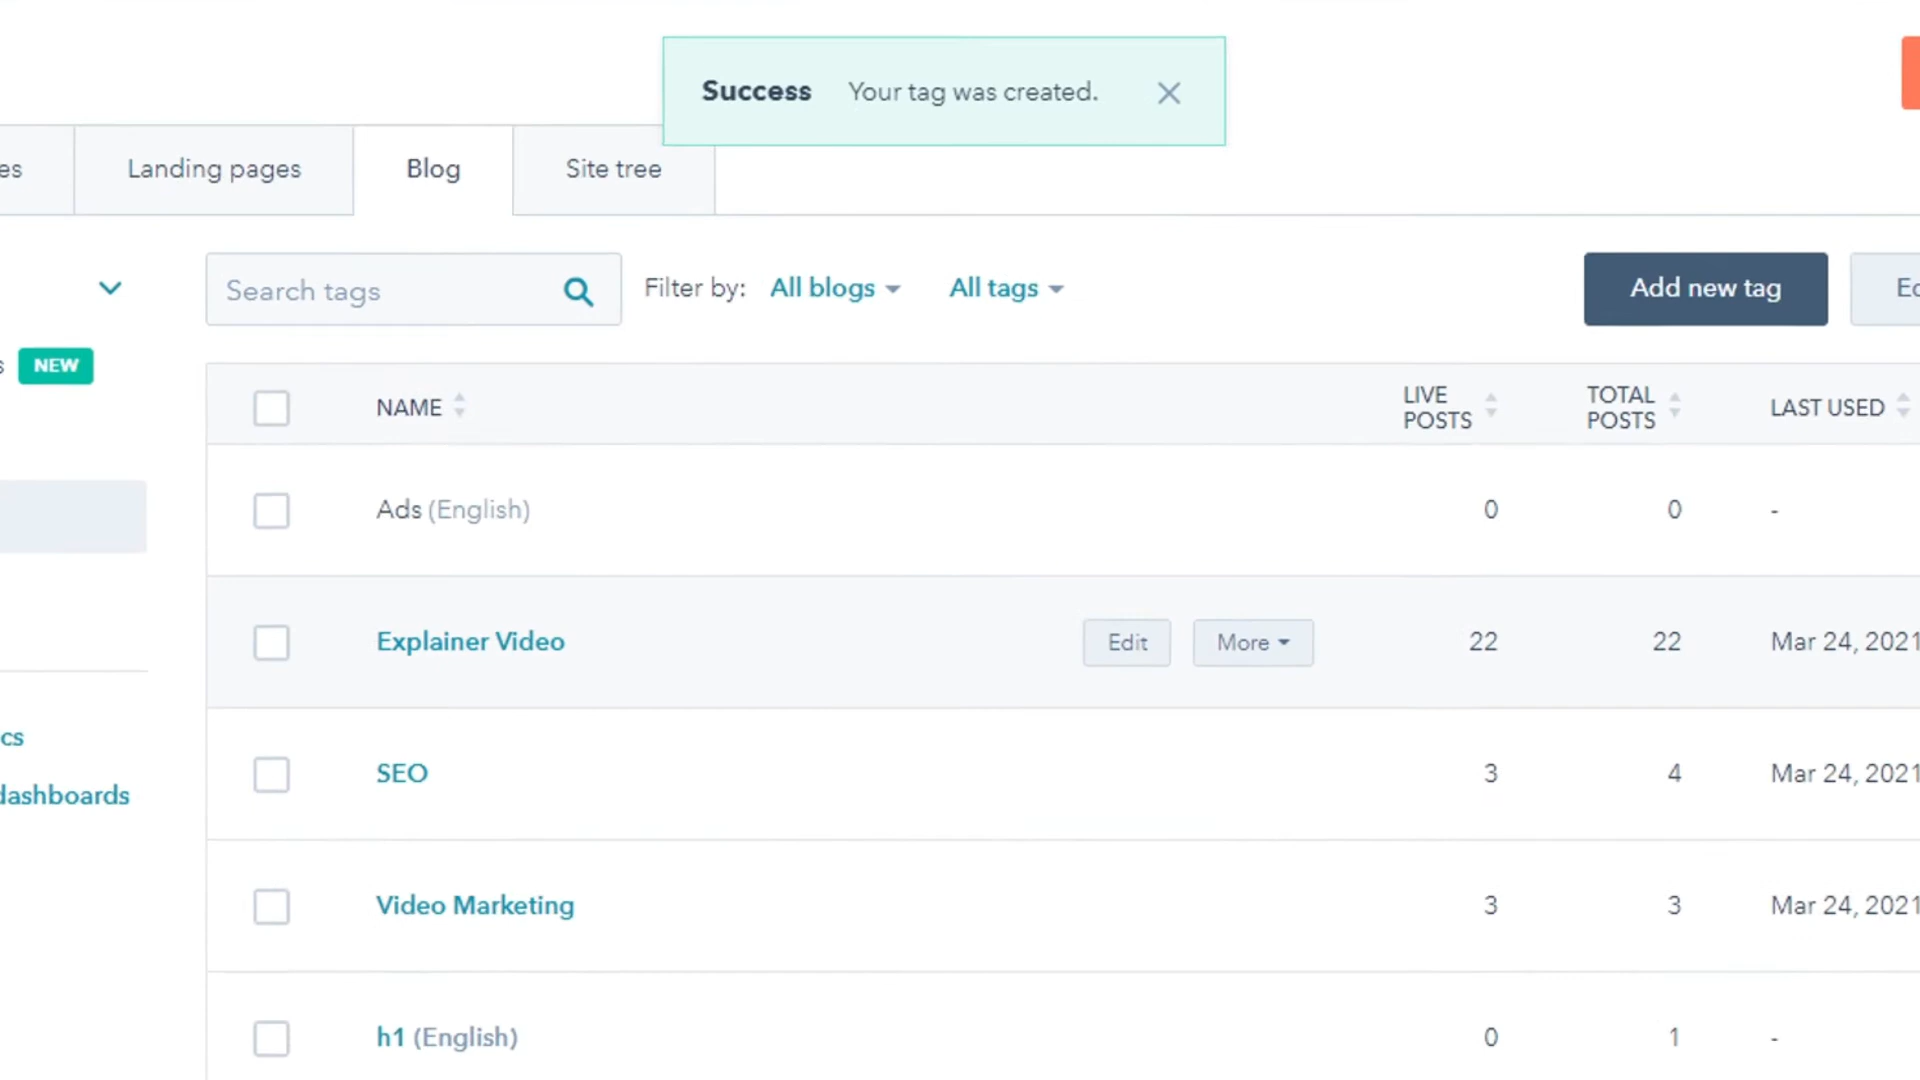 Success Your tag was created.
es Landing pages Blog Site tree
Search tags Filter by: All blogs All tags Add new tag Ec
s NEW
NAME LIVE POSTS TOTAL POSTS LAST USED
Ads (English) 0 0 -
Explainer Video Edit More 22 22 Mar 24, 2021
SEO 3 4 Mar 24, 2021
cs
dashboards
Video Marketing 3 3 Mar 24, 2021
h1 (English) 0 1 -